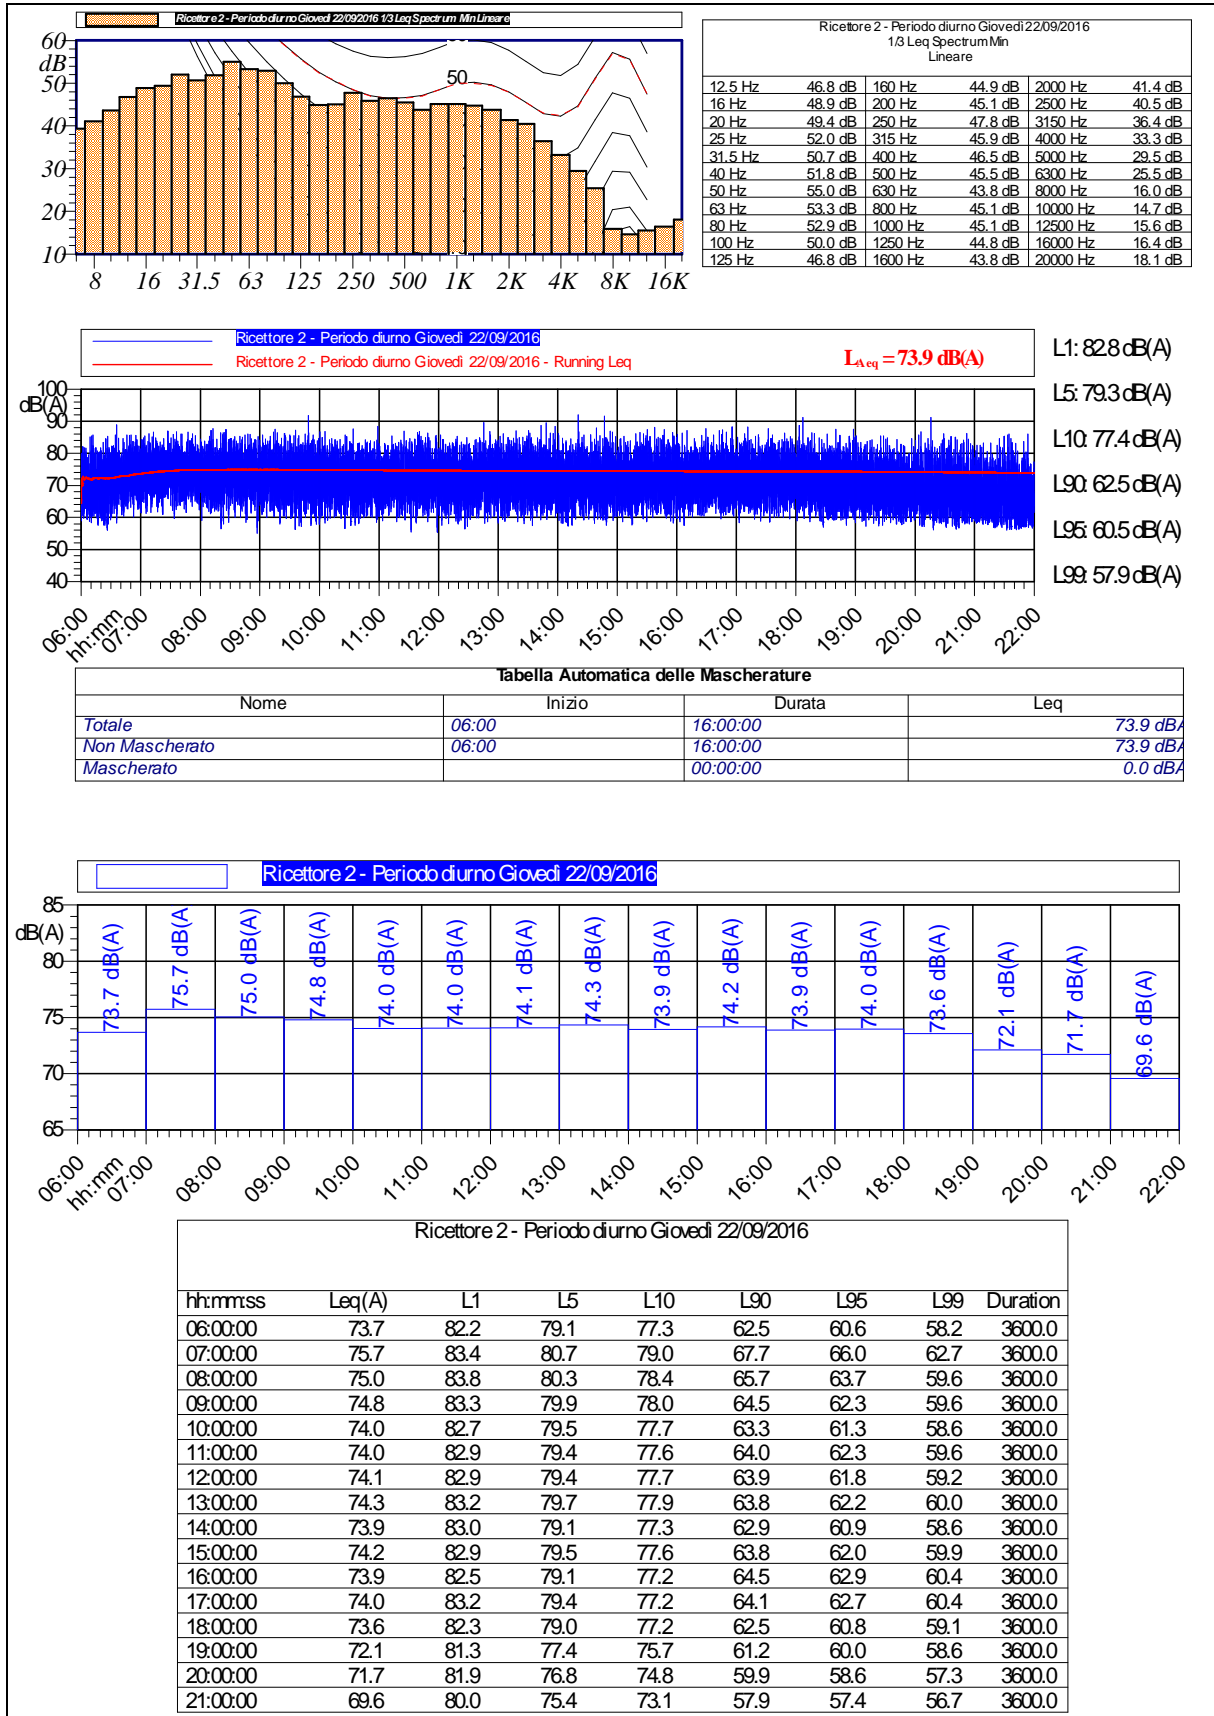 Ricettore 2 - Periodo diurno Giovedì 22/09/2016 1/3 Leq Spectrum Min Lineare
60
dB
50
40
30
20
10
50
8 16 31.5 63 125 250 500 1K 2K 4K 8K 16K
Ricettore 2 - Periodo diurno Giovedì 22/09/2016
1/3 Leq Spectrum Min
Lineare
12.5 Hz 46.8 dB 160 Hz 44.9 dB 2000 Hz 41.4 dB
16 Hz 48.9 dB 200 Hz 45.1 dB 2500 Hz 40.5 dB
20 Hz 49.4 dB 250 Hz 47.8 dB 3150 Hz 36.4 dB
25 Hz 52.0 dB 315 Hz 45.9 dB 4000 Hz 33.3 dB
31.5 Hz 50.7 dB 400 Hz 46.5 dB 5000 Hz 29.5 dB
40 Hz 51.8 dB 500 Hz 45.5 dB 6300 Hz 25.5 dB
50 Hz 55.0 dB 630 Hz 43.8 dB 8000 Hz 16.0 dB
63 Hz 53.3 dB 800 Hz 45.1 dB 10000 Hz 14.7 dB
80 Hz 52.9 dB 1000 Hz 45.1 dB 12500 Hz 15.6 dB
100 Hz 50.0 dB 1250 Hz 44.8 dB 16000 Hz 16.4 dB
125 Hz 46.8 dB 1600 Hz 43.8 dB 20000 Hz 18.1 dB
Ricettore 2 - Periodo diurno Giovedì 22/09/2016
Ricettore 2 - Periodo diurno Giovedì 22/09/2016 - Running Leq
LAeq = 73.9 dB(A)
L1: 82.8 dB(A)
L5: 79.3 dB(A)
L10: 77.4 dB(A)
L90: 62.5 dB(A)
L95: 60.5 dB(A)
L99: 57.9 dB(A)
100
dB(A)
90
80
70
60
50
40
06:00 hh:mm 07:00 08:00 09:00 10:00 11:00 12:00 13:00 14:00 15:00 16:00 17:00 18:00 19:00 20:00 21:00 22:00
Tabella Automatica delle Mascherature
Nome Inizio Durata Leq
Totale 06:00 16:00:00 73.9 dBA
Non Mascherato 06:00 16:00:00 73.9 dBA
Mascherato 00:00:00 0.0 dBA
Ricettore 2 - Periodo diurno Giovedì 22/09/2016
85
dB(A)
80
75
70
65
73.7 dB(A)
75.7 dB(A
75.0 dB(A)
74.8 dB(A)
74.0 dB(A)
74.0 dB(A)
74.1 dB(A)
74.3 dB(A)
73.9 dB(A)
74.2 dB(A)
73.9 dB(A)
74.0 dB(A)
73.6 dB(A)
72.1 dB(A)
71.7 dB(A)
69.6 dB(A)
06:00 hh:mm 07:00 08:00 09:00 10:00 11:00 12:00 13:00 14:00 15:00 16:00 17:00 18:00 19:00 20:00 21:00 22:00
Ricettore 2 - Periodo diurno Giovedì 22/09/2016
hh:mm:ss Leq(A) L1 L5 L10 L90 L95 L99 Duration
06:00:00 73.7 82.2 79.1 77.3 62.5 60.6 58.2 3600.0
07:00:00 75.7 83.4 80.7 79.0 67.7 66.0 62.7 3600.0
08:00:00 75.0 83.8 80.3 78.4 65.7 63.7 59.6 3600.0
09:00:00 74.8 83.3 79.9 78.0 64.5 62.3 59.6 3600.0
10:00:00 74.0 82.7 79.5 77.7 63.3 61.3 58.6 3600.0
11:00:00 74.0 82.9 79.4 77.6 64.0 62.3 59.6 3600.0
12:00:00 74.1 82.9 79.4 77.7 63.9 61.8 59.2 3600.0
13:00:00 74.3 83.2 79.7 77.9 63.8 62.2 60.0 3600.0
14:00:00 73.9 83.0 79.1 77.3 62.9 60.9 58.6 3600.0
15:00:00 74.2 82.9 79.5 77.6 63.8 62.0 59.9 3600.0
16:00:00 73.9 82.5 79.1 77.2 64.5 62.9 60.4 3600.0
17:00:00 74.0 83.2 79.4 77.2 64.1 62.7 60.4 3600.0
18:00:00 73.6 82.3 79.0 77.2 62.5 60.8 59.1 3600.0
19:00:00 72.1 81.3 77.4 75.7 61.2 60.0 58.6 3600.0
20:00:00 71.7 81.9 76.8 74.8 59.9 58.6 57.3 3600.0
21:00:00 69.6 80.0 75.4 73.1 57.9 57.4 56.7 3600.0